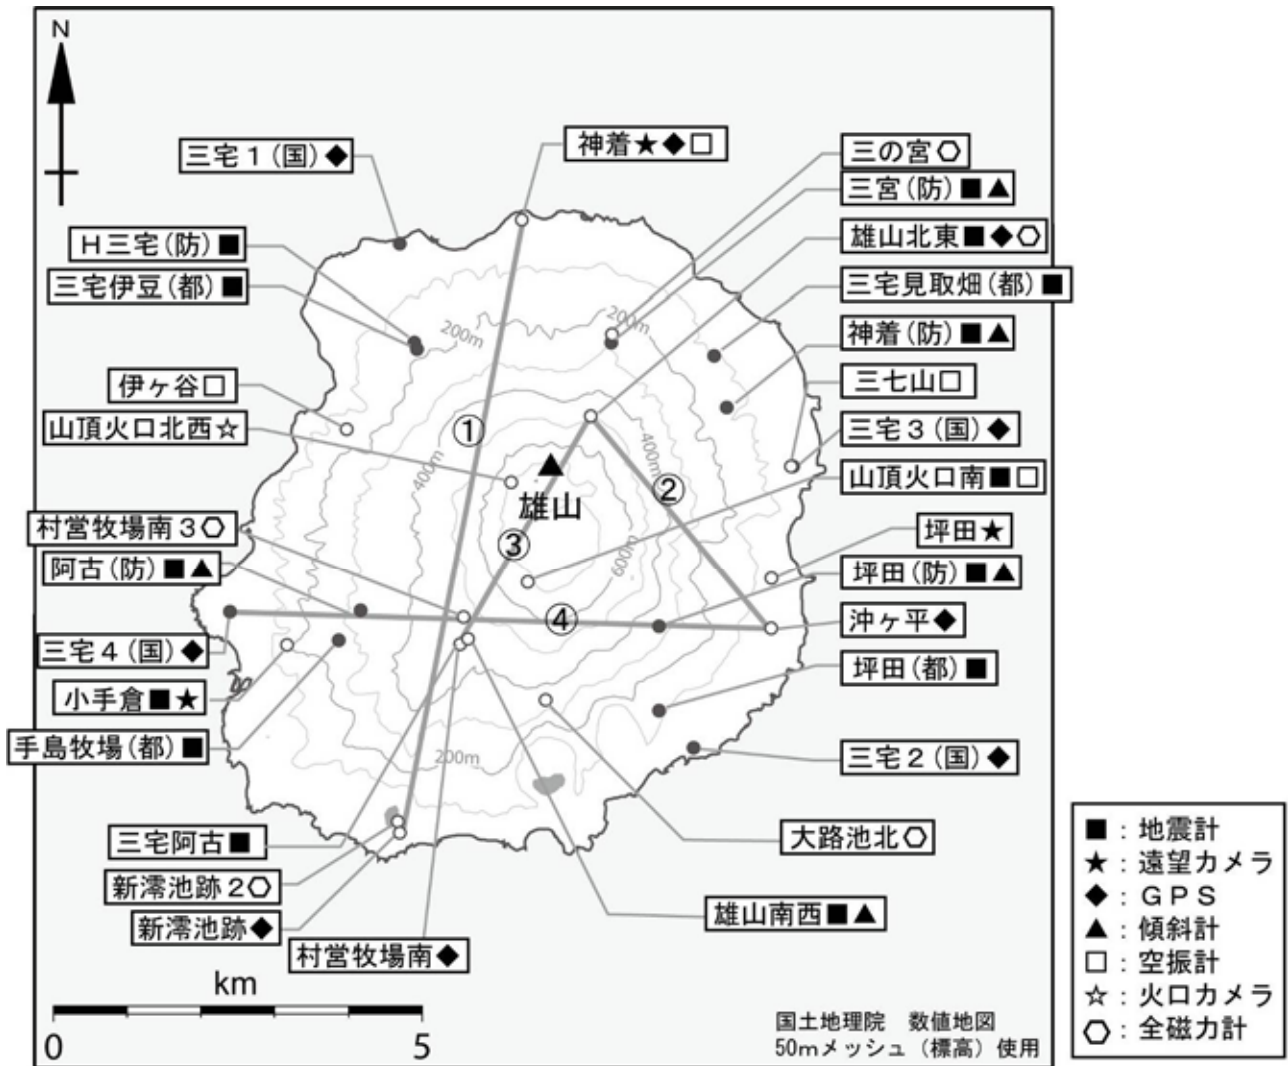 N
神着★◆□
三宅1(国)◆
三の宮⬡
三宮(防)■▲
H三宅(防)■
雄山北東■◆⬡
三宅伊豆(都)■
三宅見取畑(都)■
200m
200m
神着(防)■▲
伊ヶ谷□
三七山□
山頂火口北西☆
①
三宅3(国)◆
400m
400m
山頂火口南■□
②
雄山
村営牧場南3⬡
坪田★
③
600m
阿古(防)■▲
坪田(防)■▲
④
沖ヶ平◆
三宅4(国)◆
坪田(都)■
小手倉■★
手島牧場(都)■
200m
三宅2(国)◆
三宅阿古■
大路池北⬡
新澪池跡2⬡
雄山南西■▲
新澪池跡◆
村営牧場南◆
km
0 5
国土地理院 数値地図
50mメッシュ(標高)使用
■:地震計
★:遠望カメラ
◆:GPS
▲:傾斜計
□:空振計
☆:火口カメラ
⬡:全磁力計